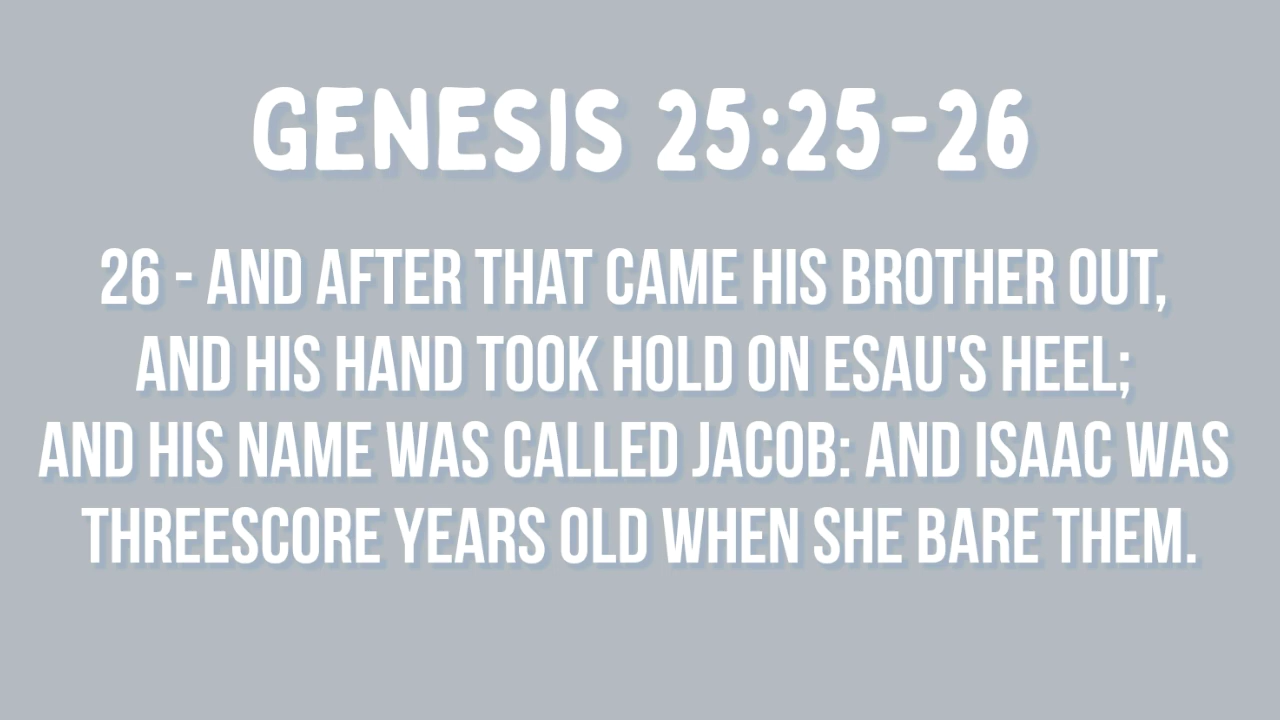 GENESIS 25:25-26
26 - AND AFTER THAT CAME HIS BROTHER OUT,
AND HIS HAND TOOK HOLD ON ESAU'S HEEL;
AND HIS NAME WAS CALLED JACOB: AND ISAAC WAS
THREESCORE YEARS OLD WHEN SHE BARE THEM.